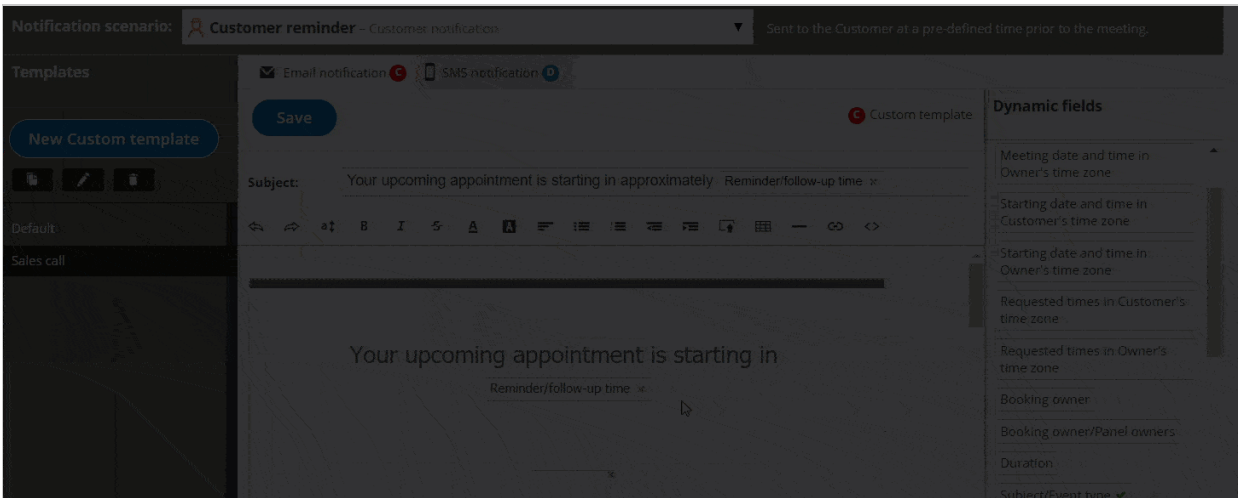 Notification scenario: Customer reminder – Customer notification Sent to the Customer at a pre-defined time prior to the meeting.
Templates
Email notification C SMS notification D
New Custom template
Save
C Custom template
Dynamic fields
Subject: Your upcoming appointment is starting in approximately Reminder/follow-up time ×
Default
Sales call
Your upcoming appointment is starting in
Reminder/follow-up time ×
Meeting date and time in
Owner's time zone
Starting date and time in
Customer's time zone
Starting date and time in
Owner's time zone
Requested times in Customer's
time zone
Requested times in Owner's
time zone
Booking owner
Booking owner/Panel owners
Duration
Subject/Event type